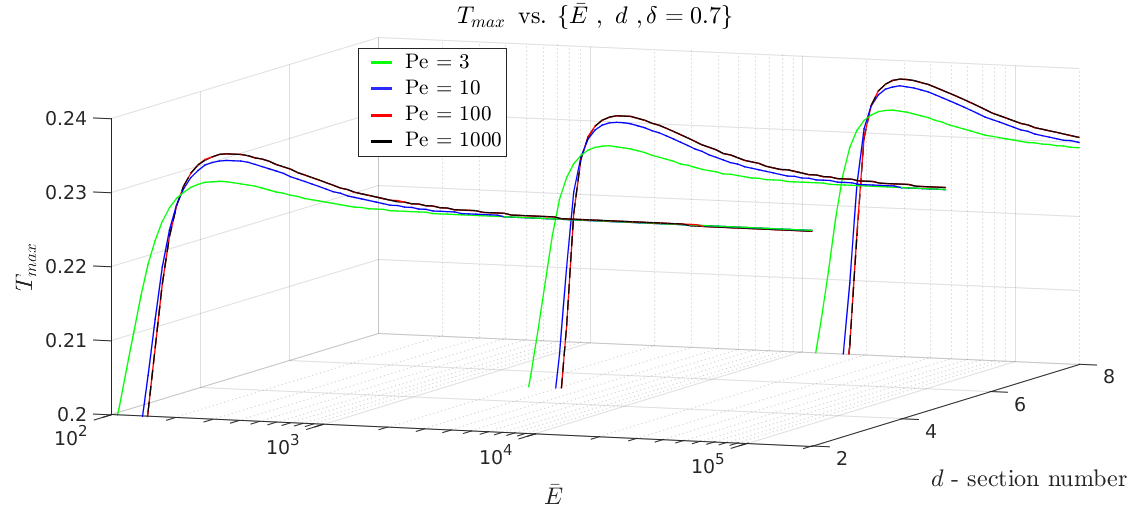 T_max vs. {Ē , d , δ = 0.7}
Pe = 3
Pe = 10
Pe = 100
Pe = 1000
0.24
0.23
0.22
0.21
0.2
T_max
10^2
10^3
10^4
10^5
Ē
2
4
6
8
d - section number